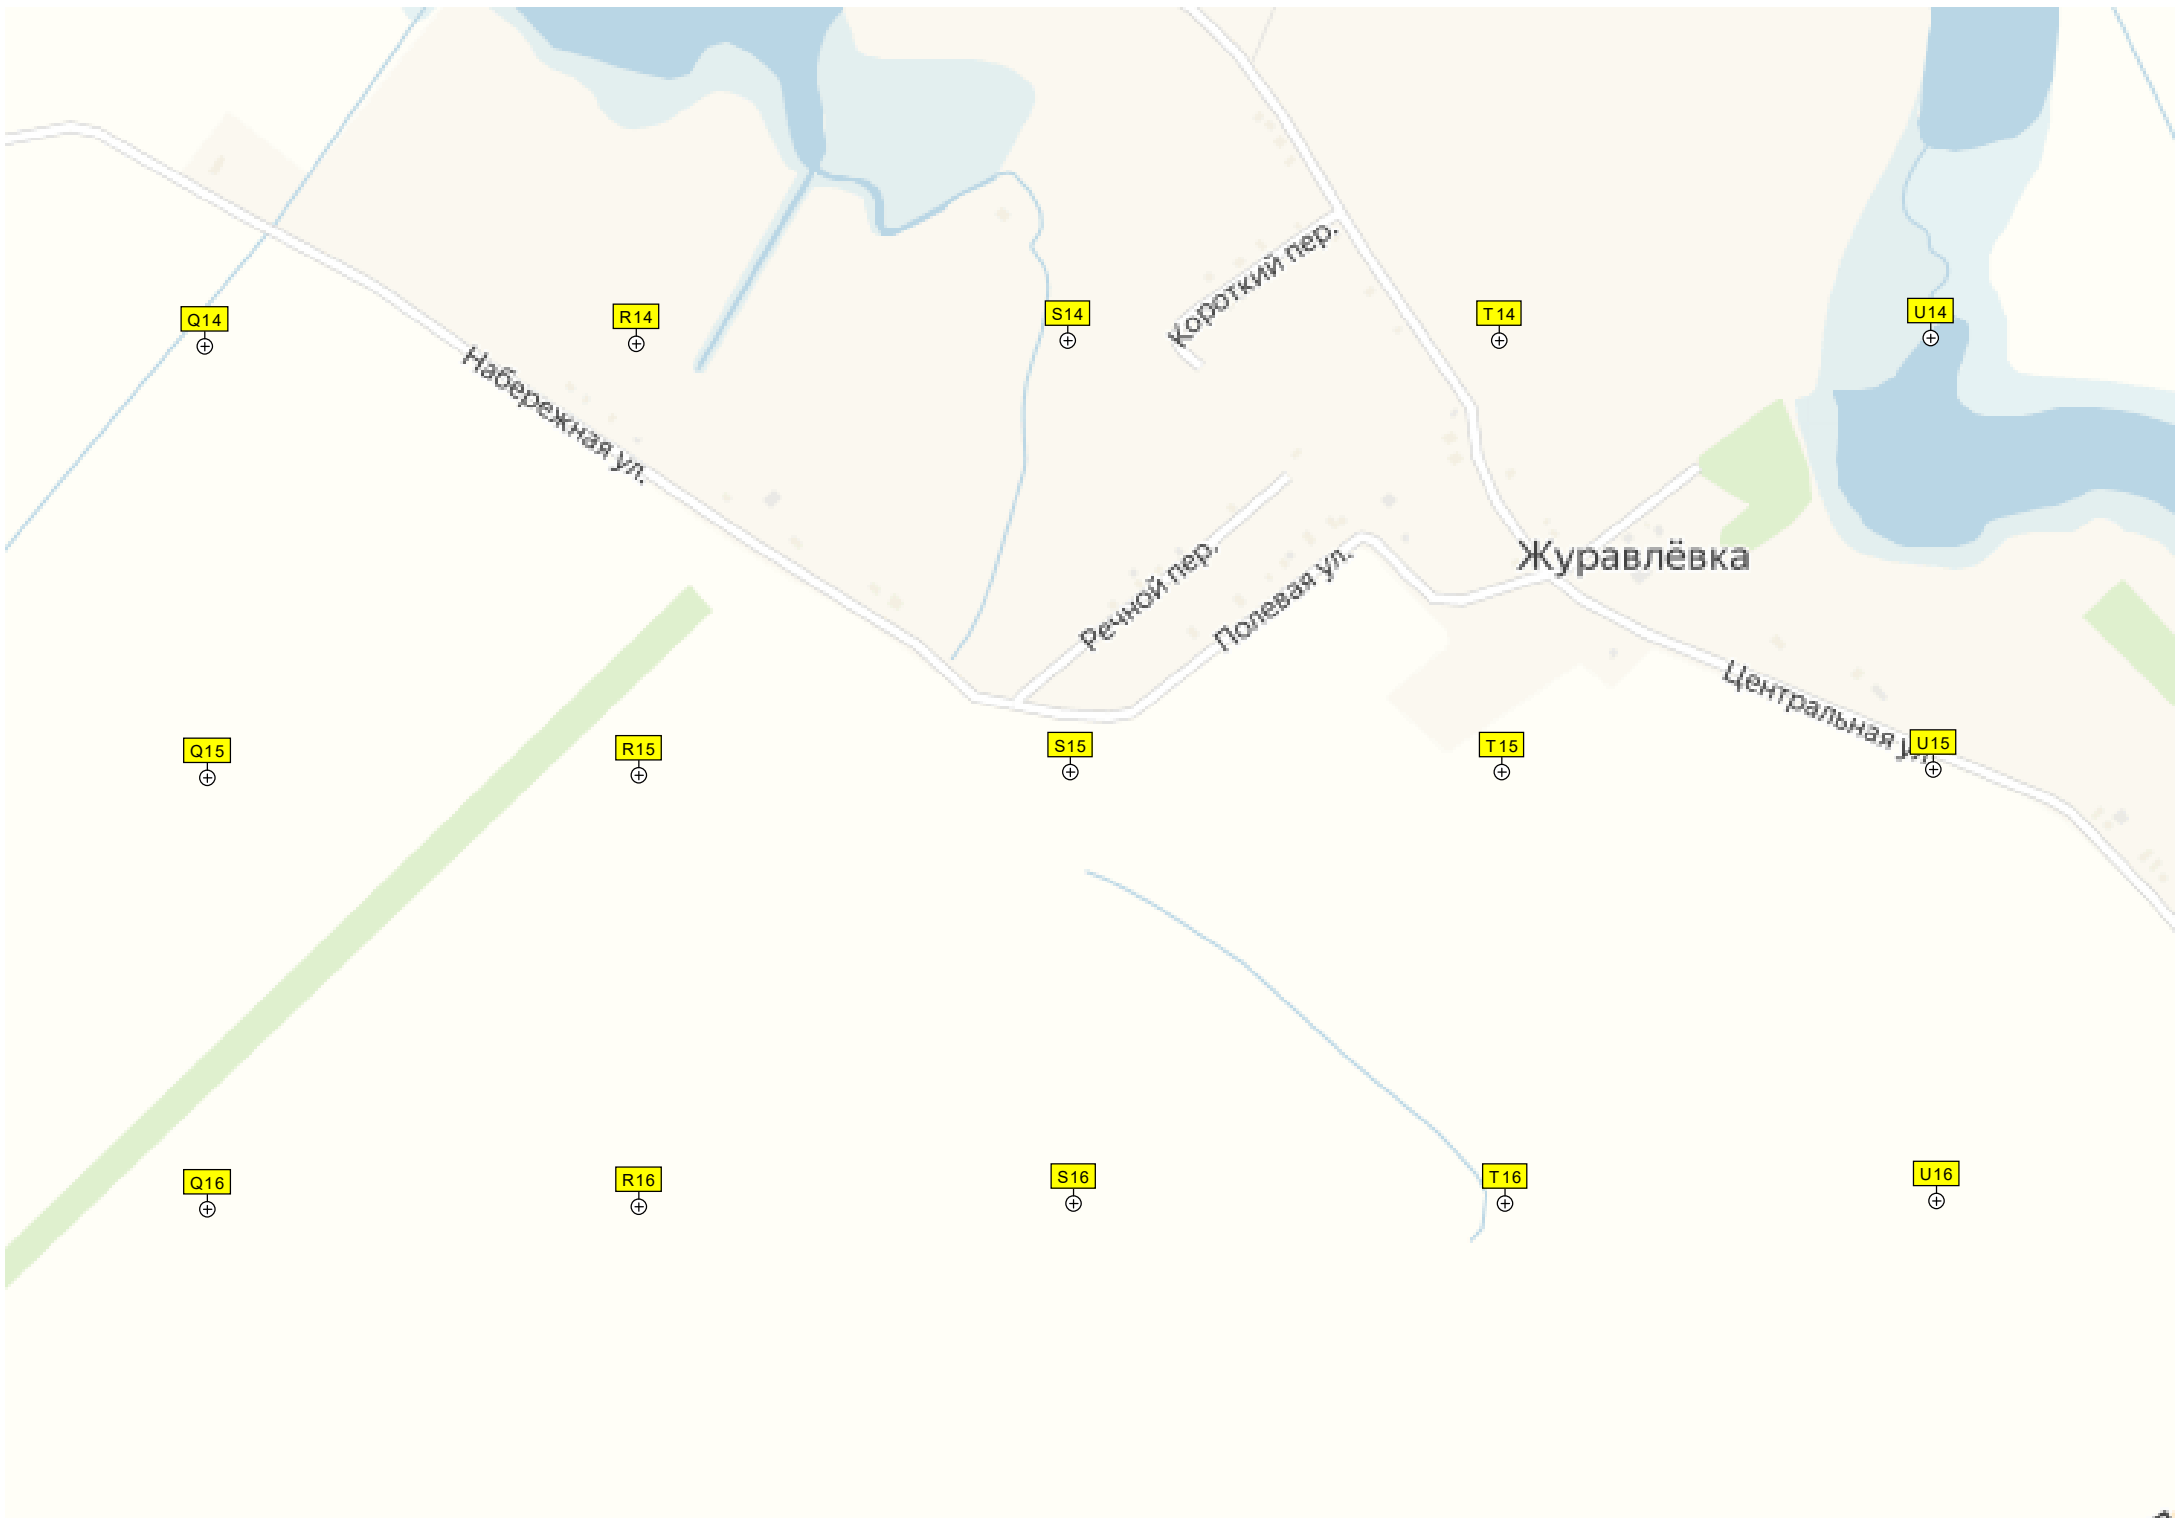 Короткий пер.
Q14
R14
S14
T14
U14
Набережная ул.
Речной пер.
Полевая ул.
Журавлёвка
Центральная ул.
Q15
R15
S15
T15
U15
Q16
R16
S16
T16
U16